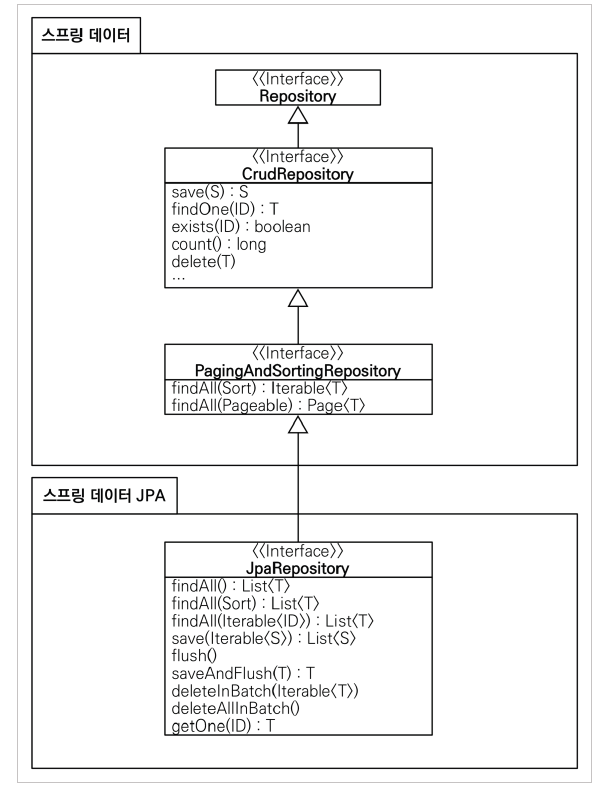 스프링 데이터
〈〈Interface〉〉
Repository
〈〈Interface〉〉
CrudRepository
save(S) : S
findOne(ID) : T
exists(ID) : boolean
count() : long
delete(T)
…
〈〈Interface〉〉
PagingAndSortingRepository
findAll(Sort) : Iterable〈T〉
findAll(Pageable) : Page〈T〉
스프링 데이터 JPA
〈〈Interface〉〉
JpaRepository
findAll() : List〈T〉
findAll(Sort) : List〈T〉
findAll(Iterable〈ID〉) : List〈T〉
save(Iterable〈S〉) : List〈S〉
flush()
saveAndFlush(T) : T
deleteInBatch(Iterable〈T〉)
deleteAllInBatch()
getOne(ID) : T